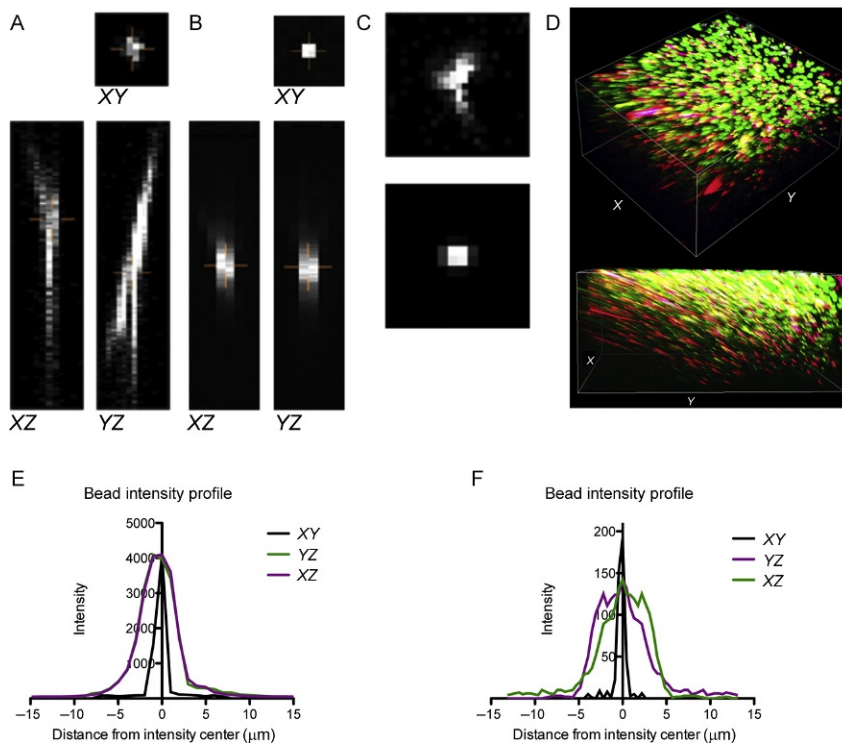 A
B
C
D
XY
XY
XZ
YZ
XZ
YZ
X
Y
X
Y
E
F
Bead intensity profile
5000
4000
3000
2000
1000
Intensity
XY
YZ
XZ
–15
–10
–5
0
5
10
15
Distance from intensity center (μm)
Bead intensity profile
200
150
100
50
Intensity
XY
YZ
XZ
–15
–10
–5
0
5
10
15
Distance from intensity center (μm)